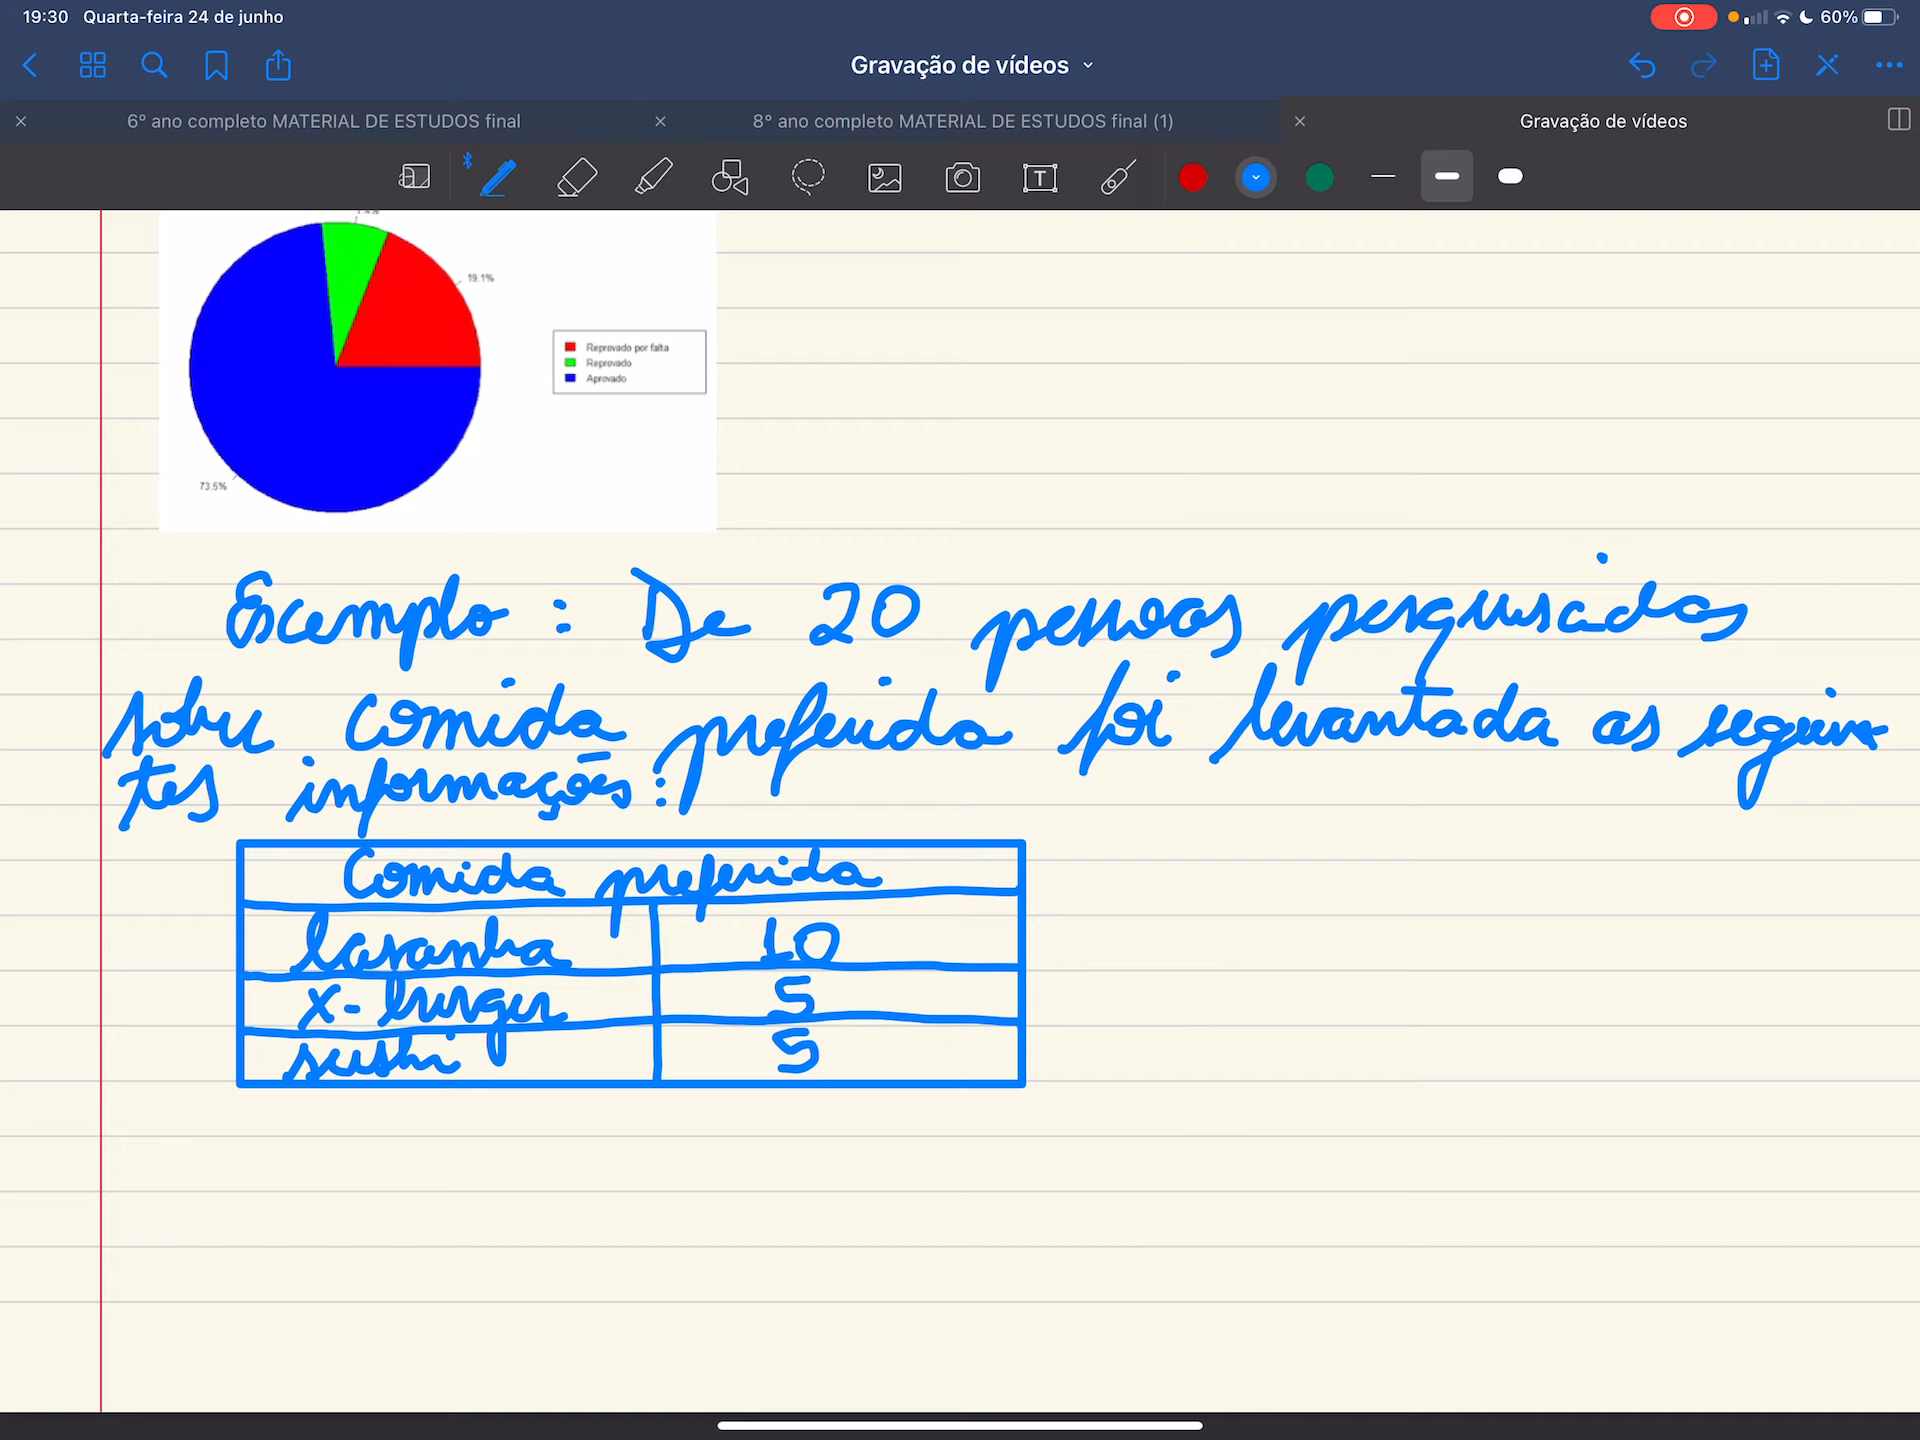 19:30 Quarta-feira 24 de junho 60%
Gravação de vídeos
6° ano completo MATERIAL DE ESTUDOS final 8° ano completo MATERIAL DE ESTUDOS final (1) Gravação de vídeos
T
19.1%
Reprovado por falta
Reprovado
Aprovado
73.5%
Exemplo : De 20 pessoas pesquisadas
sobre comida preferida foi levantada as seguin
tes informações:
Comida preferida
lasanha 10
x-burger 5
sushi 5